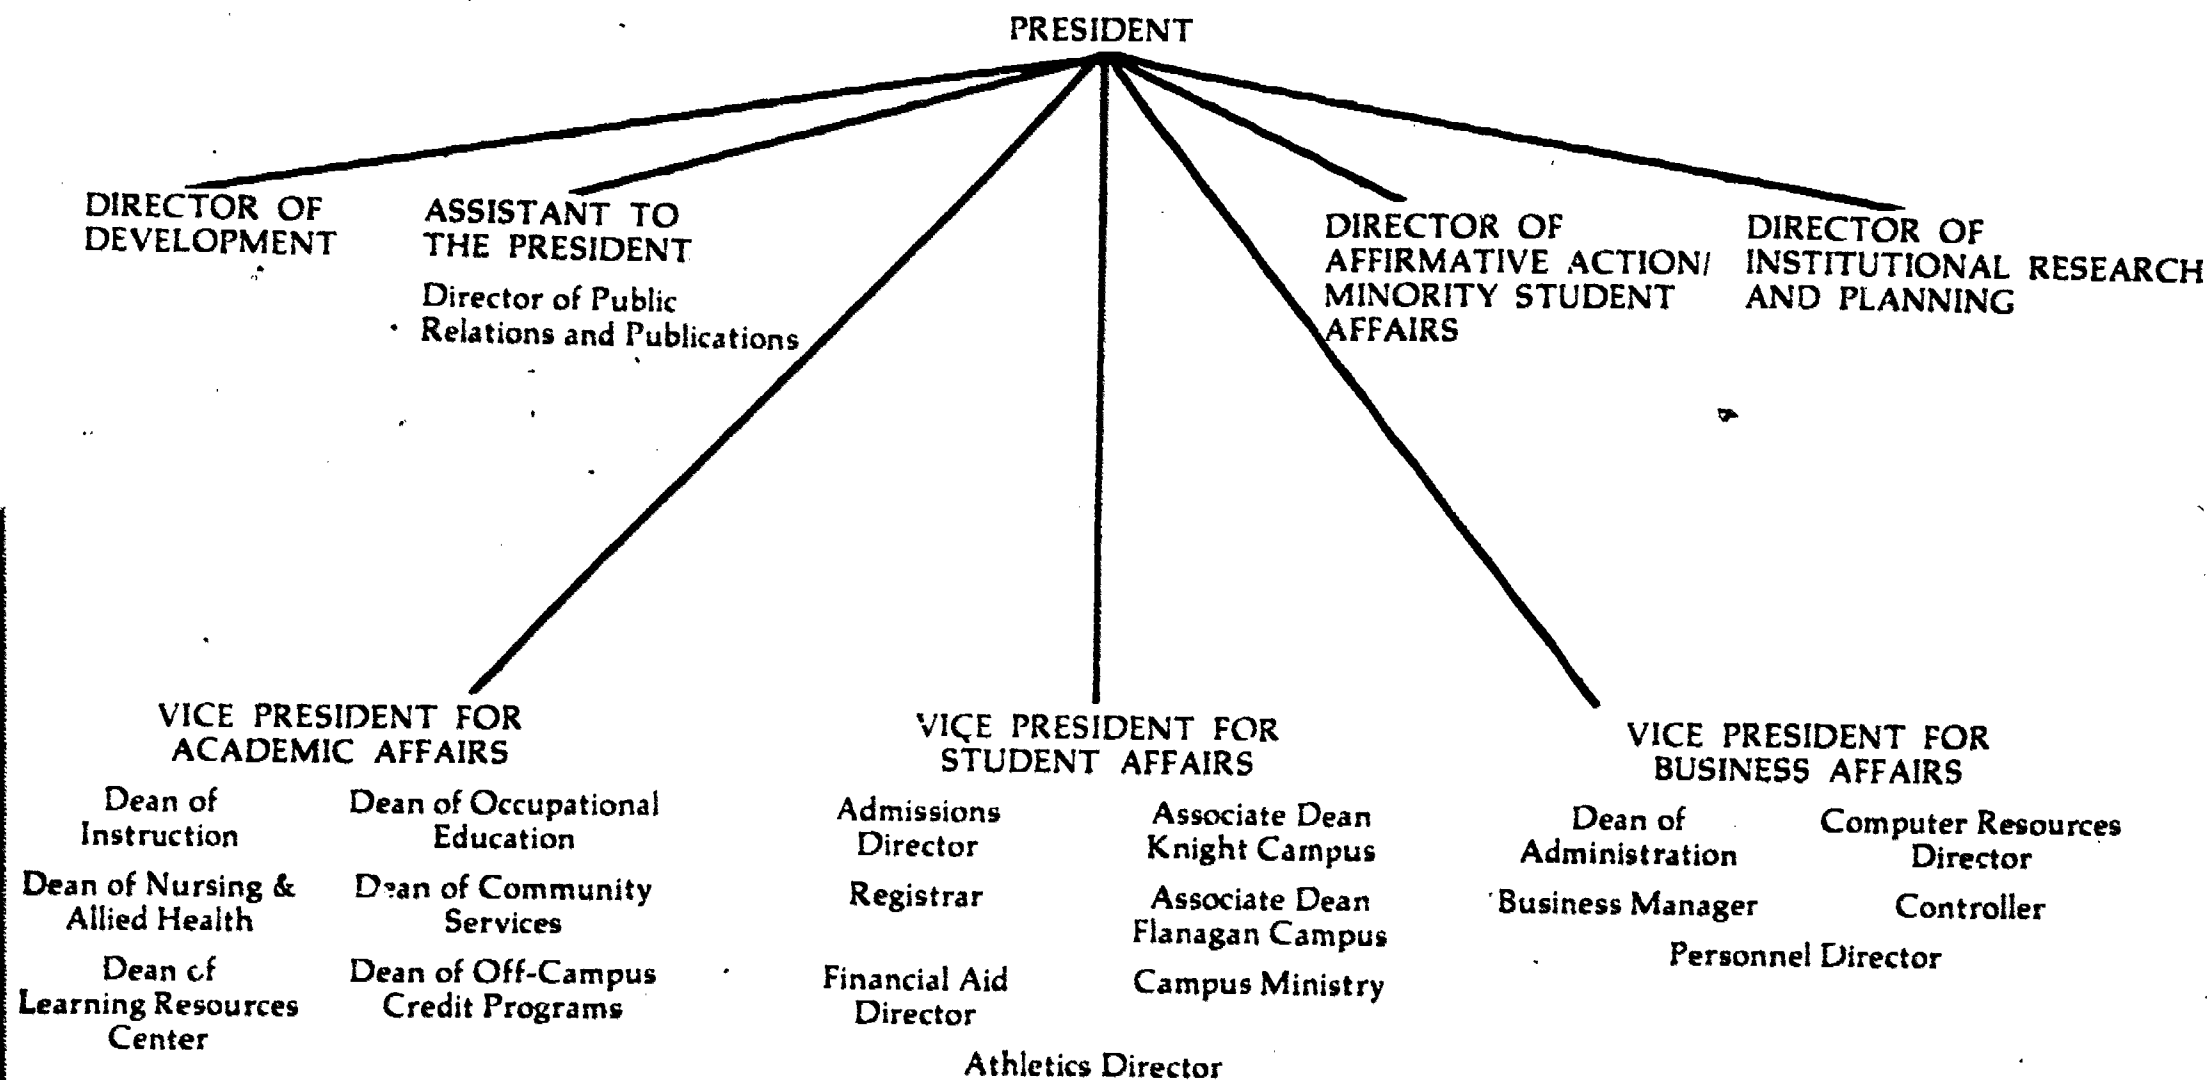 PRESIDENT
DIRECTOR OF
DEVELOPMENT
ASSISTANT TO
THE PRESIDENT
Director of Public
Relations and Publications
DIRECTOR OF
AFFIRMATIVE ACTION/
MINORITY STUDENT
AFFAIRS
DIRECTOR OF
INSTITUTIONAL RESEARCH
AND PLANNING
VICE PRESIDENT FOR
ACADEMIC AFFAIRS
Dean of
Instruction
Dean of Occupational
Education
Dean of Nursing &
Allied Health
Dean of Community
Services
Dean of
Learning Resources
Center
Dean of Off-Campus
Credit Programs
VICE PRESIDENT FOR
STUDENT AFFAIRS
Admissions
Director
Associate Dean
Knight Campus
Registrar
Associate Dean
Flanagan Campus
Financial Aid
Director
Campus Ministry
Athletics Director
VICE PRESIDENT FOR
BUSINESS AFFAIRS
Dean of
Administration
Computer Resources
Director
Business Manager
Controller
Personnel Director